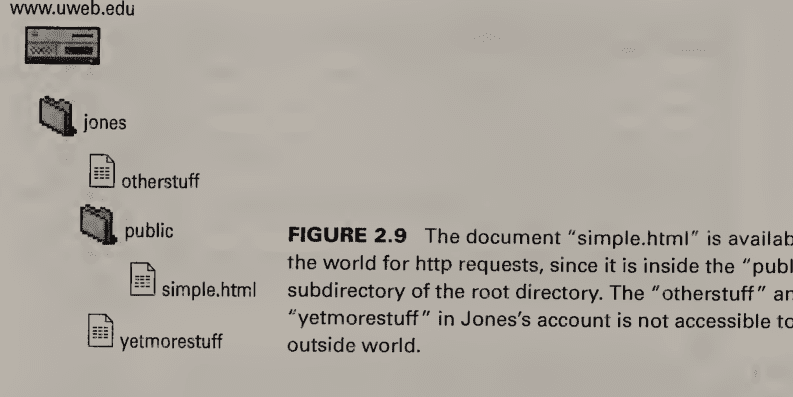 www.uweb.edu
jones
otherstuff
public
simple.html
yetmorestuff
FIGURE 2.9 The document "simple.html" is availab
the world for http requests, since it is inside the "publ
subdirectory of the root directory. The "otherstuff" an
"yetmorestuff" in Jones's account is not accessible to
outside world.